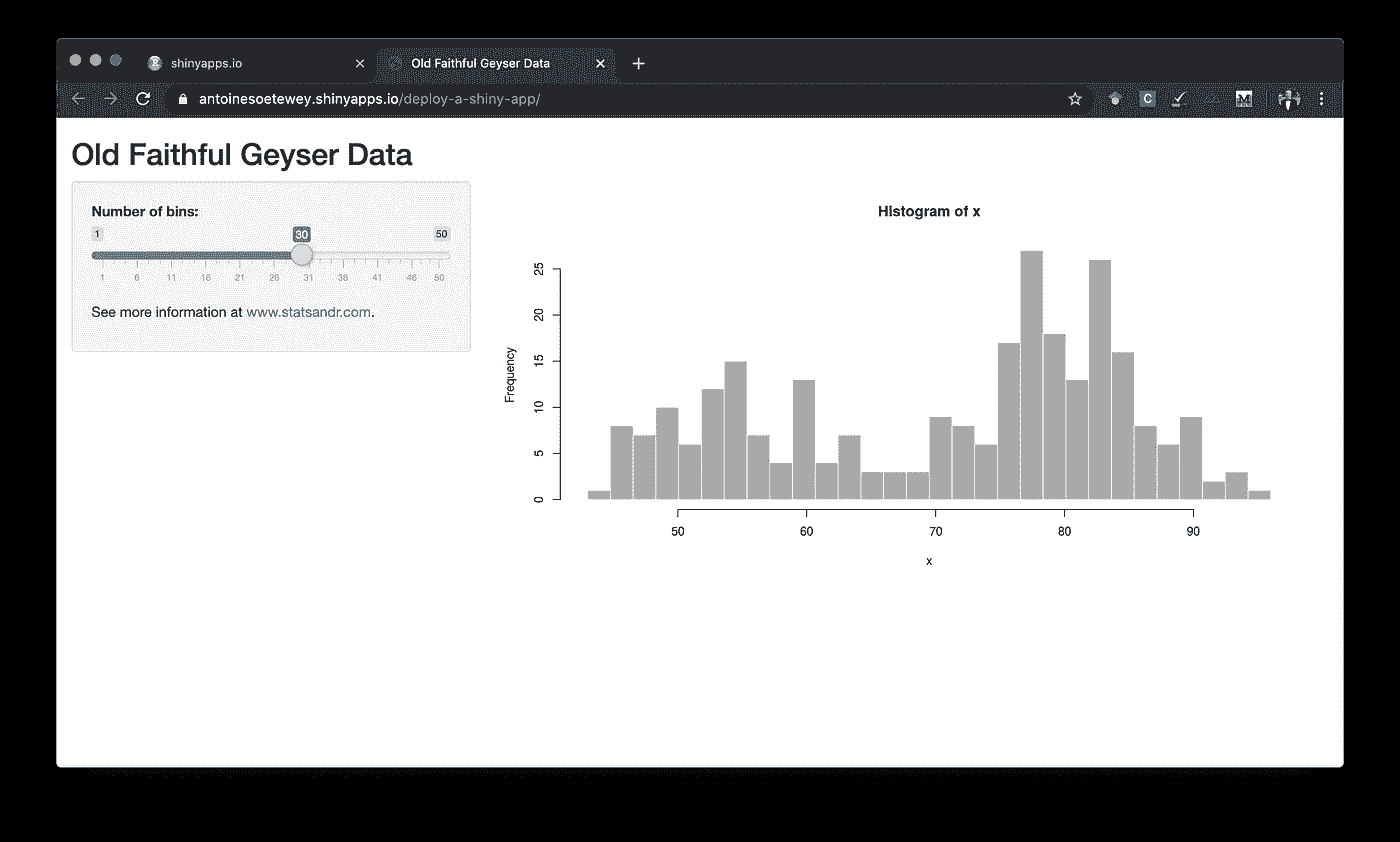 shinyapps.io
Old Faithful Geyser Data
antoinesoetewey.shinyapps.io/deploy-a-shiny-app/
C
M
Old Faithful Geyser Data
Number of bins:
1 30 50
1 6 11 16 21 26 31 36 41 46 50
See more information at www.statsandr.com.
Histogram of x
Frequency
25
20
15
10
5
0
50 60 70 80 90
x